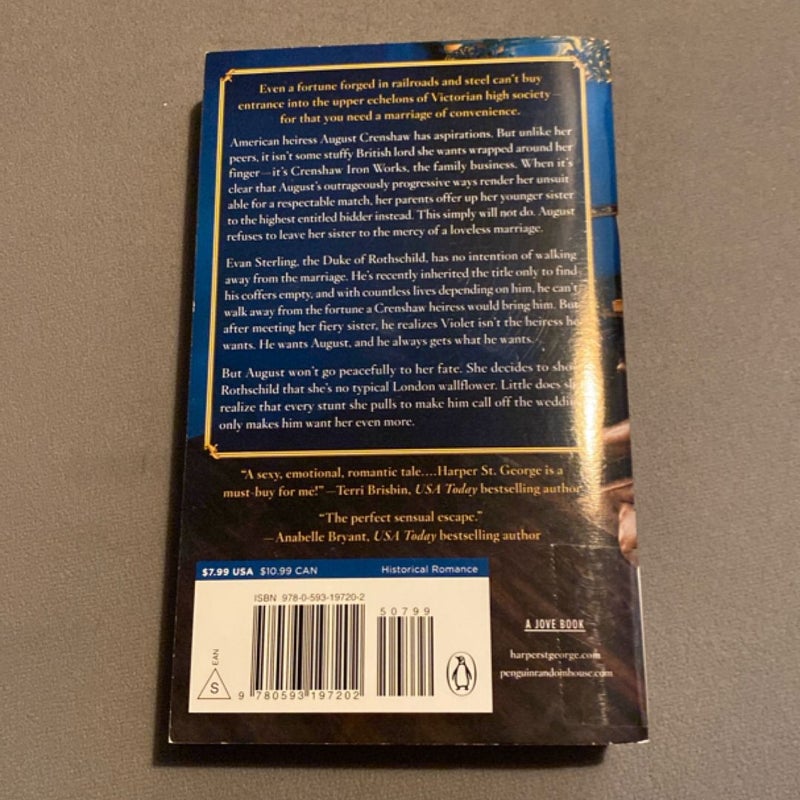 Even a fortune forged in railroads and steel can't buy
entrance into the upper echelons of Victorian high society—
for that you need a marriage of convenience.
American heiress August Crenshaw has aspirations. But unlike her
peers, it isn't some stuffy British lord she wants wrapped around her
finger—it's Crenshaw Iron Works, the family business. When it's
clear that August's outrageously progressive ways render her unsuit
able for a respectable match, her parents offer up her younger sister
to the highest entitled bidder instead. This simply will not do. August
refuses to leave her sister to the mercy of a loveless marriage.
Evan Sterling, the Duke of Rothschild, has no intention of walking
away from the marriage. He's recently inherited the title only to find
his coffers empty, and with countless lives depending on him, he can't
walk away from the fortune a Crenshaw heiress would bring him. But
after meeting her fiery sister, he realizes Violet isn't the heiress he
wants. He wants August, and he always gets what he wants.
But August won't go peacefully to her fate. She decides to sho
Rothschild that she's no typical London wallflower. Little does sh
realize that every stunt she pulls to make him call off the weddin
only makes him want her even more.
"A sexy, emotional, romantic tale....Harper St. George is a
must-buy for me!" —Terri Brisbin, USA Today bestselling author
"The perfect sensual escape."
—Anabelle Bryant, USA Today bestselling author
$7.99 USA $10.99 CAN Historical Romance
ISBN 978-0-593-19720-2
50799
EAN
S
9 780593 197202
A JOVE BOOK
harperstgeorge.com
penguinrandomhouse.com